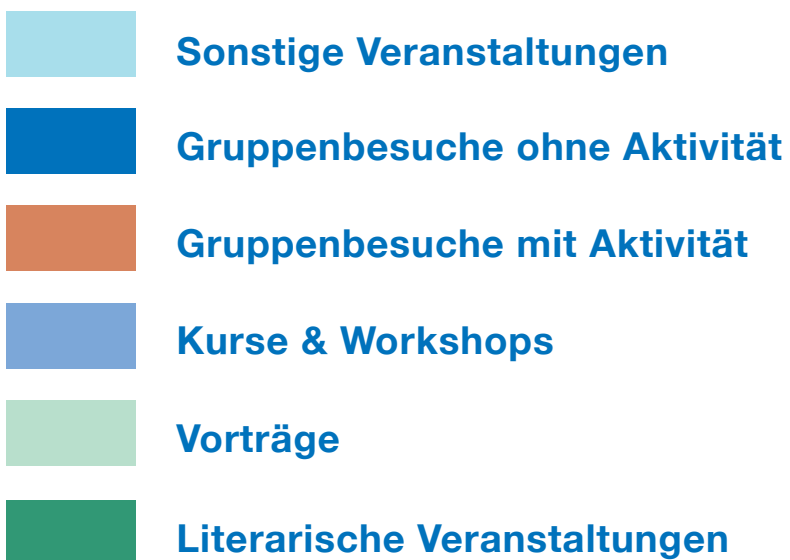 Sonstige Veranstaltungen
Gruppenbesuche ohne Aktivität
Gruppenbesuche mit Aktivität
Kurse & Workshops
Vorträge
Literarische Veranstaltungen